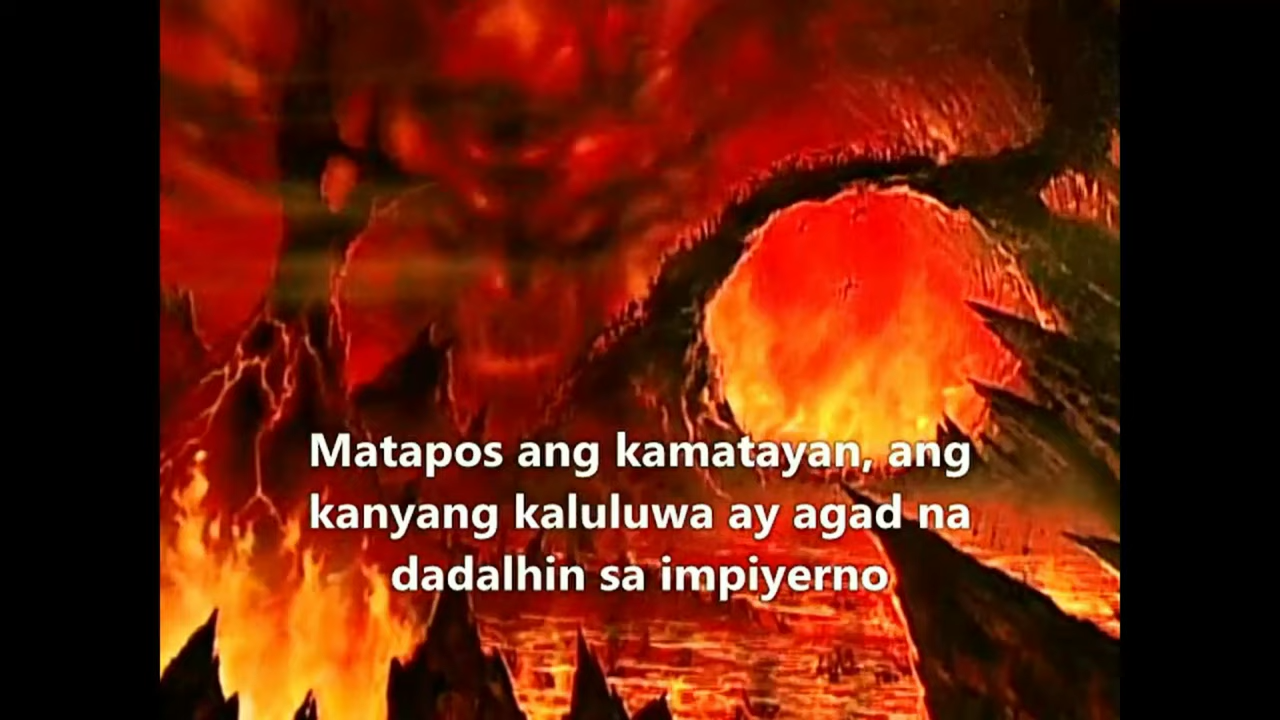 Matapos ang kamatayan, ang
kanyang kaluluwa ay agad na
dadalhin sa impiyerno